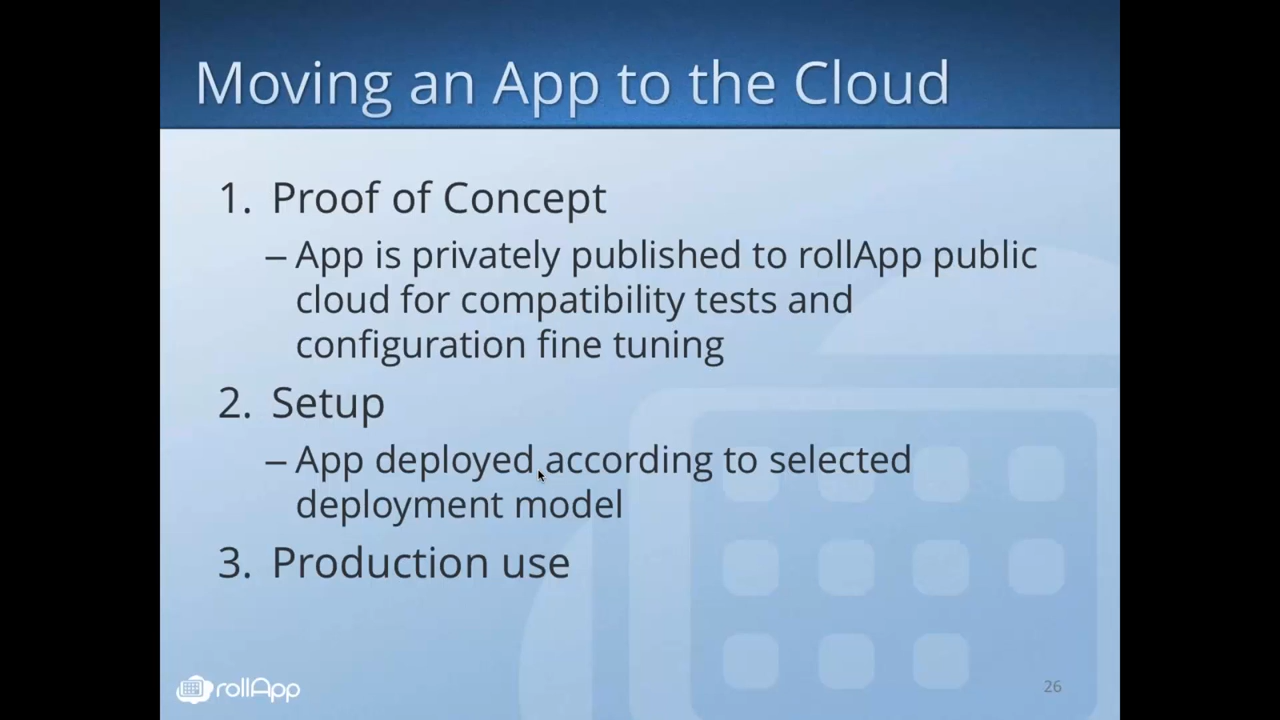 Moving an App to the Cloud
1. Proof of Concept
– App is privately published to rollApp public
cloud for compatibility tests and
configuration fine tuning
2. Setup
– App deployed according to selected
deployment model
3. Production use
rollApp
26